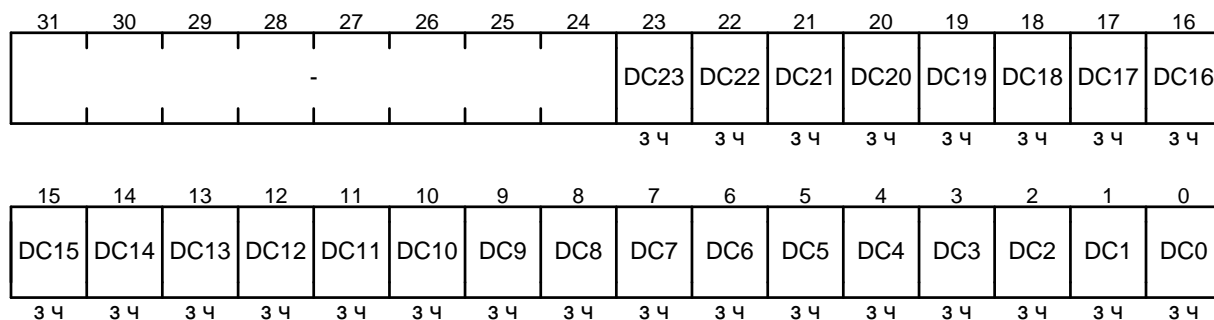 31 30 29 28 27 26 25 24 23 22 21 20 19 18 17 16
- DC23 DC22 DC21 DC20 DC19 DC18 DC17 DC16
З Ч З Ч З Ч З Ч З Ч З Ч З Ч З Ч
15 14 13 12 11 10 9 8 7 6 5 4 3 2 1 0
DC15 DC14 DC13 DC12 DC11 DC10 DC9 DC8 DC7 DC6 DC5 DC4 DC3 DC2 DC1 DC0
З Ч З Ч З Ч З Ч З Ч З Ч З Ч З Ч З Ч З Ч З Ч З Ч З Ч З Ч З Ч З Ч